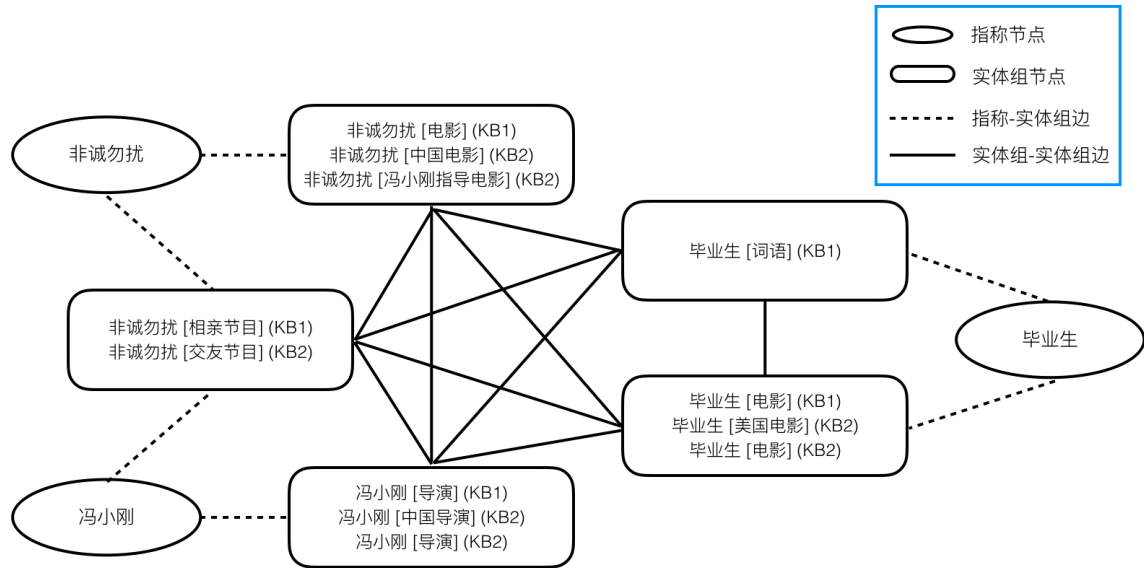 指称节点
实体组节点
指称-实体组边
实体组-实体组边
非诚勿扰
非诚勿扰 [电影] (KB1)
非诚勿扰 [中国电影] (KB2)
非诚勿扰 [冯小刚指导电影] (KB2)
毕业生 [词语] (KB1)
非诚勿扰 [相亲节目] (KB1)
非诚勿扰 [交友节目] (KB2)
毕业生
毕业生 [电影] (KB1)
毕业生 [美国电影] (KB2)
毕业生 [电影] (KB2)
冯小刚
冯小刚 [导演] (KB1)
冯小刚 [中国导演] (KB2)
冯小刚 [导演] (KB2)